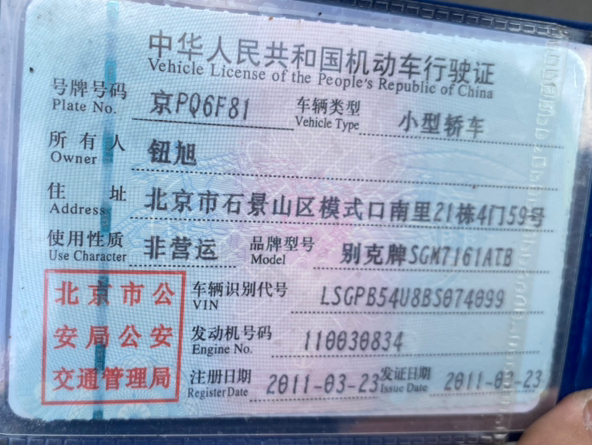 中华人民共和国机动车行驶证
Vehicle License of the People's Republic of China
号牌号码 京PQ6F81 车辆类型 小型轿车
Plate No. Vehicle Type
所有人 钮旭
Owner
住址 北京市石景山区模式口南里21栋4门59号
Address
使用性质 非营运 品牌型号 别克牌SGM7161ATB
Use Character Model
北京市公安局公安交通管理局
车辆识别代号 LSGPB54U8BS074099
VIN
发动机号码 110030834
Engine No.
注册日期 2011-03-23 发证日期 2011-03-23
Register Date Issue Date